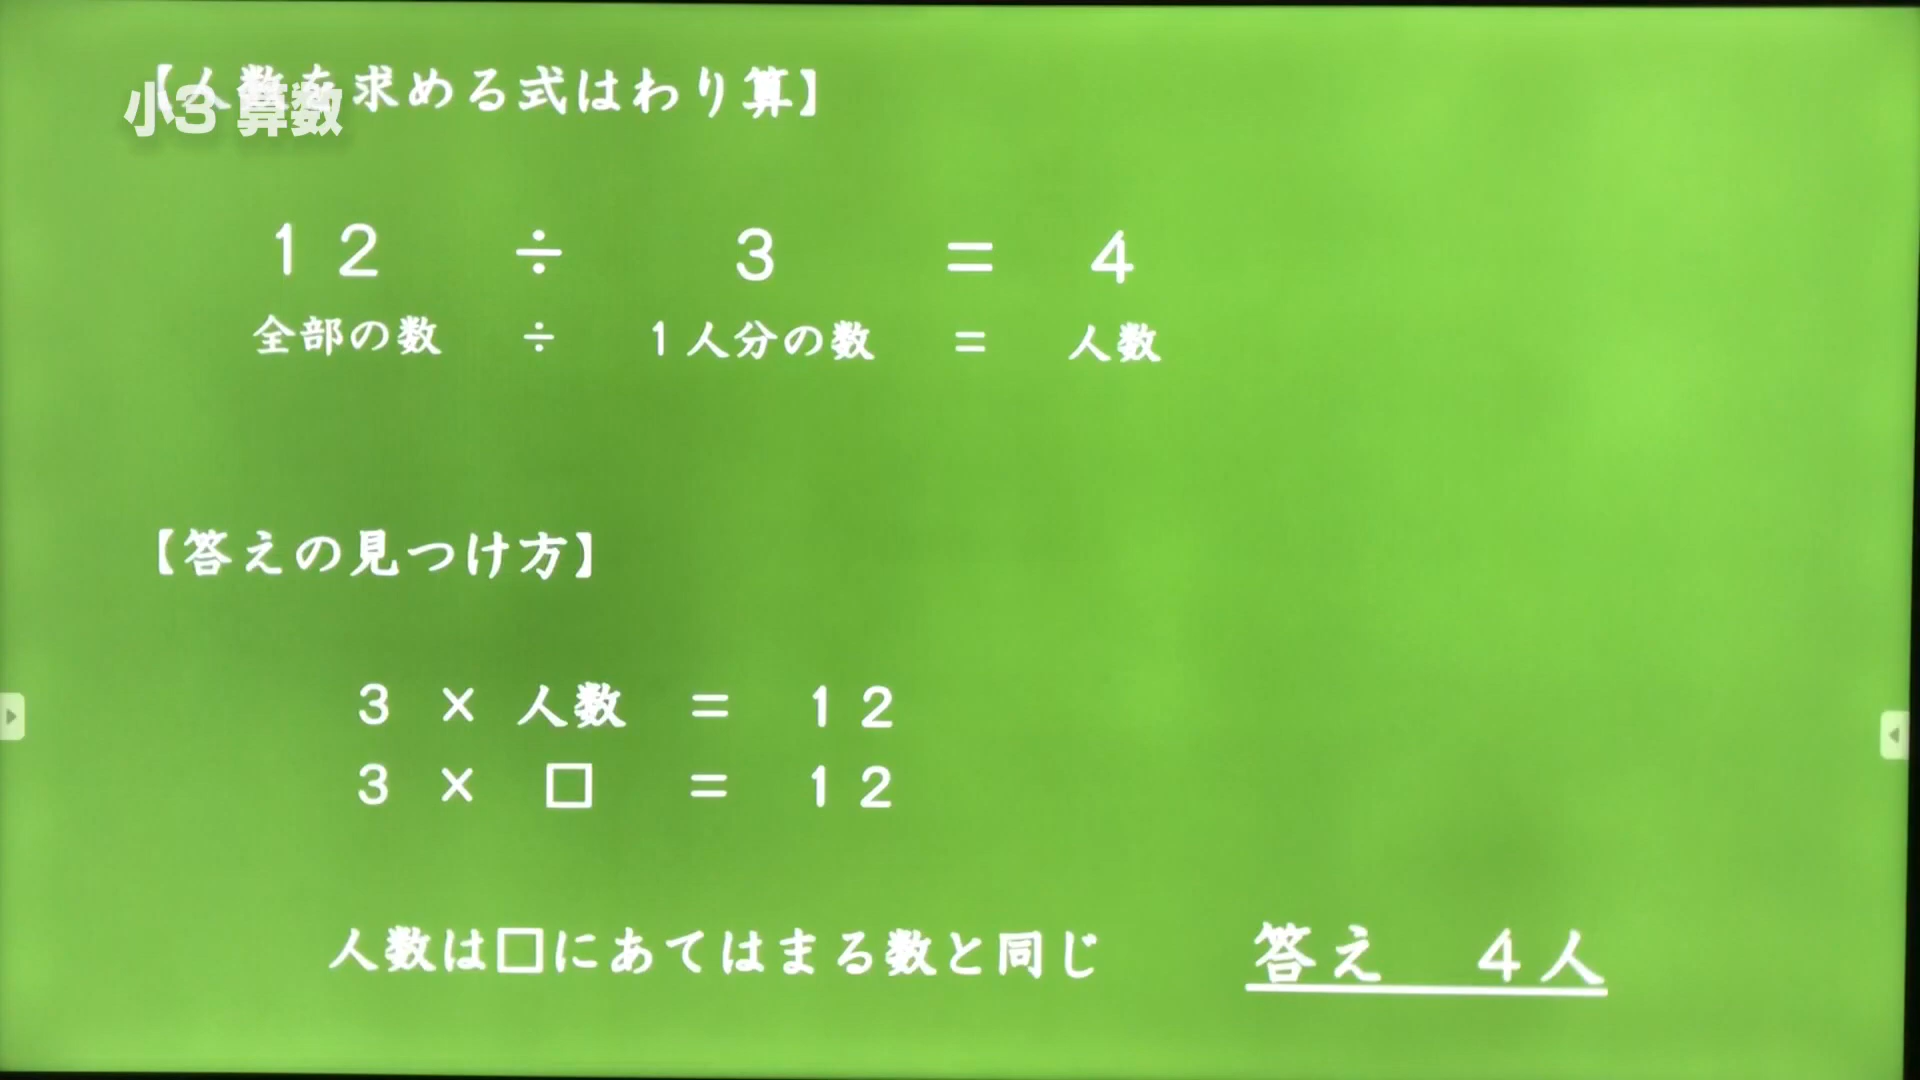 小3 算数
【人数を求める式はわり算】
12 ÷ 3 = 4
全部の数 ÷ 1人分の数 = 人数
【答えの見つけ方】
3 × 人数 = 12
3 × □ = 12
人数は□にあてはまる数と同じ
答え 4人